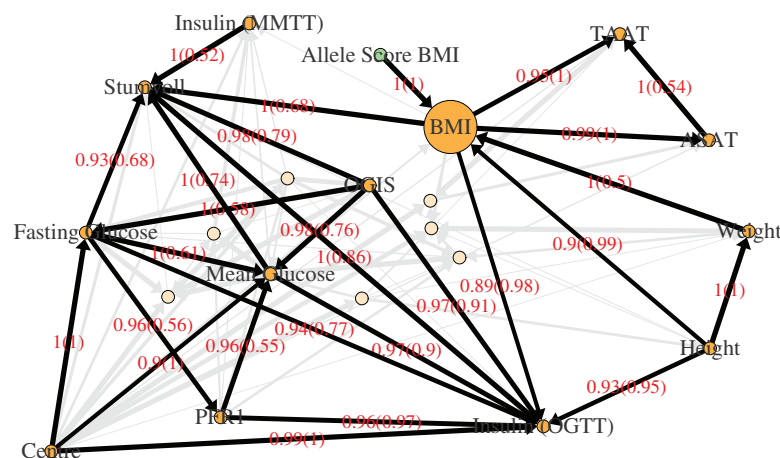 Insulin (MMTT)
TAAT
1(0.52)
Allele Score BMI
0.95(1)
1(1)
1(0.54)
Stumvoll
1(0.68)
BMI
0.99(1)
ASAT
0.98(0.79)
0.93(0.68)
1(0.74)
OGIS
1(0.5)
1(0.58)
Fasting Glucose
0.98(0.76)
Weight
1(0.61)
1(0.86)
0.9(0.99)
Mean Glucose
0.89(0.98)
1(1)
0.97(0.91)
0.96(0.56)
0.94(0.77)
1(1)
0.96(0.55)
0.97(0.9)
Height
0.9(1)
0.93(0.95)
PFR1
0.96(0.97)
Insulin (OGTT)
0.99(1)
Centre